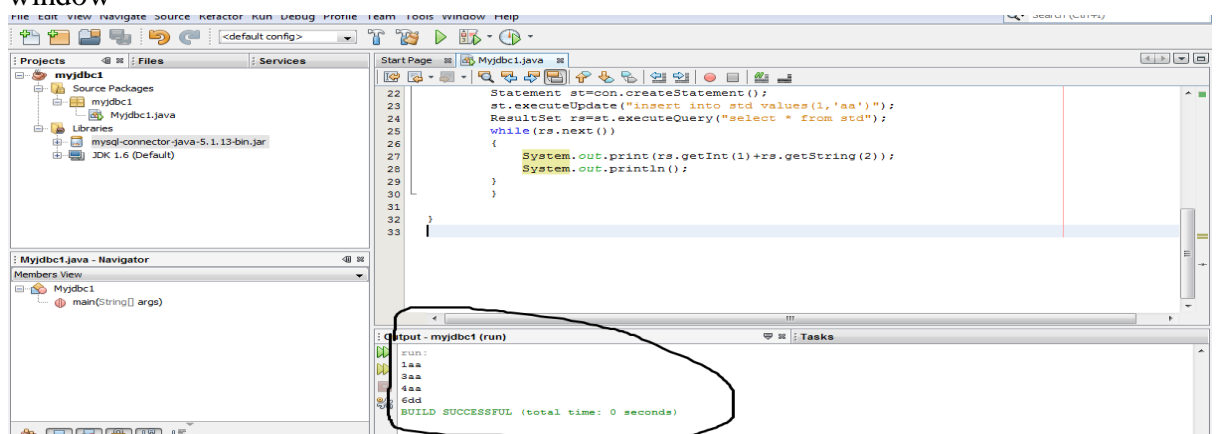 window
File Edit View Navigate Source Refactor Run Debug Profile Team Tools Window Help
Search (Ctrl+I)
<default config>
Projects Files Services
myjdbc1
Source Packages
myjdbc1
Myjdbc1.java
Libraries
mysql-connector-java-5.1.13-bin.jar
JDK 1.6 (Default)
Myjdbc1.java - Navigator
Members View
Myjdbc1
main(String[] args)
Start Page Myjdbc1.java
22 Statement st=con.createStatement();
23 st.executeUpdate("insert into std values(1,'aa')");
24 ResultSet rs=st.executeQuery("select * from std");
25 while(rs.next())
26 {
27 System.out.print(rs.getInt(1)+rs.getString(2));
28 System.out.println();
29 }
30 }
31
32 }
33
Output - myjdbc1 (run) Tasks
run:
1aa
3aa
4aa
6dd
BUILD SUCCESSFUL (total time: 0 seconds)